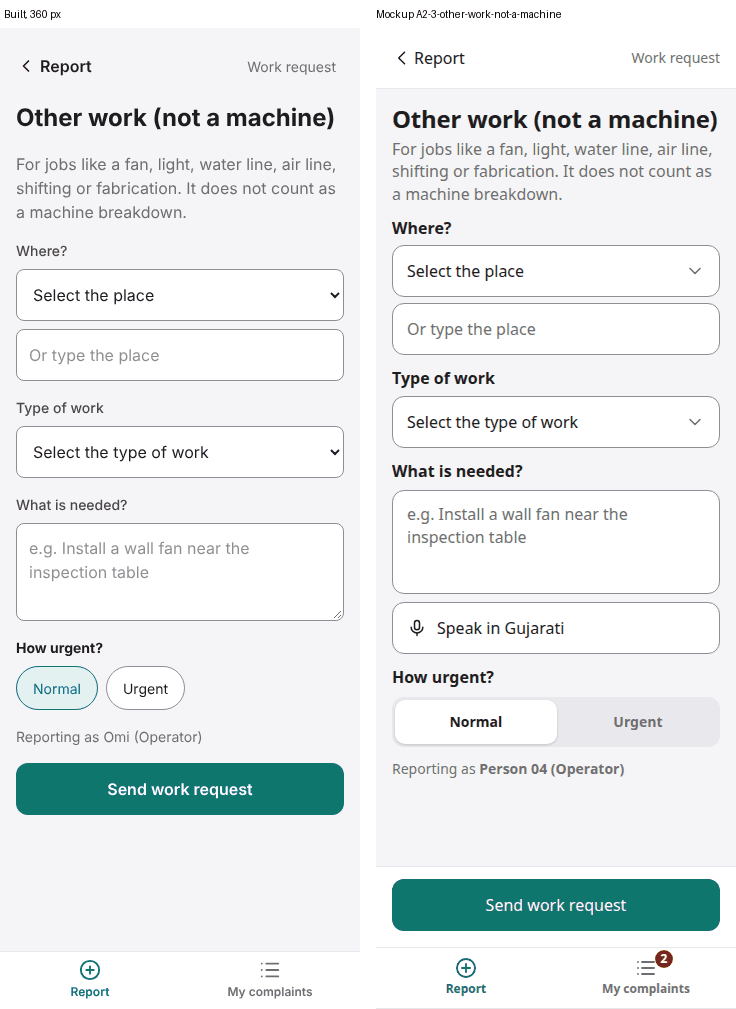 Built, 360 px
Report
Work request
Other work (not a machine)
For jobs like a fan, light, water line, air line,
shifting or fabrication. It does not count as
a machine breakdown.
Where?
Select the place
Or type the place
Type of work
Select the type of work
What is needed?
e.g. Install a wall fan near the
inspection table
How urgent?
Normal
Urgent
Reporting as Omi (Operator)
Send work request
Report
My complaints
Mockup A2-3-other-work-not-a-machine
Report
Work request
Other work (not a machine)
For jobs like a fan, light, water line, air line,
shifting or fabrication. It does not count as
a machine breakdown.
Where?
Select the place
Or type the place
Type of work
Select the type of work
What is needed?
e.g. Install a wall fan near the
inspection table
Speak in Gujarati
How urgent?
Normal
Urgent
Reporting as Person 04 (Operator)
Send work request
Report
2
My complaints